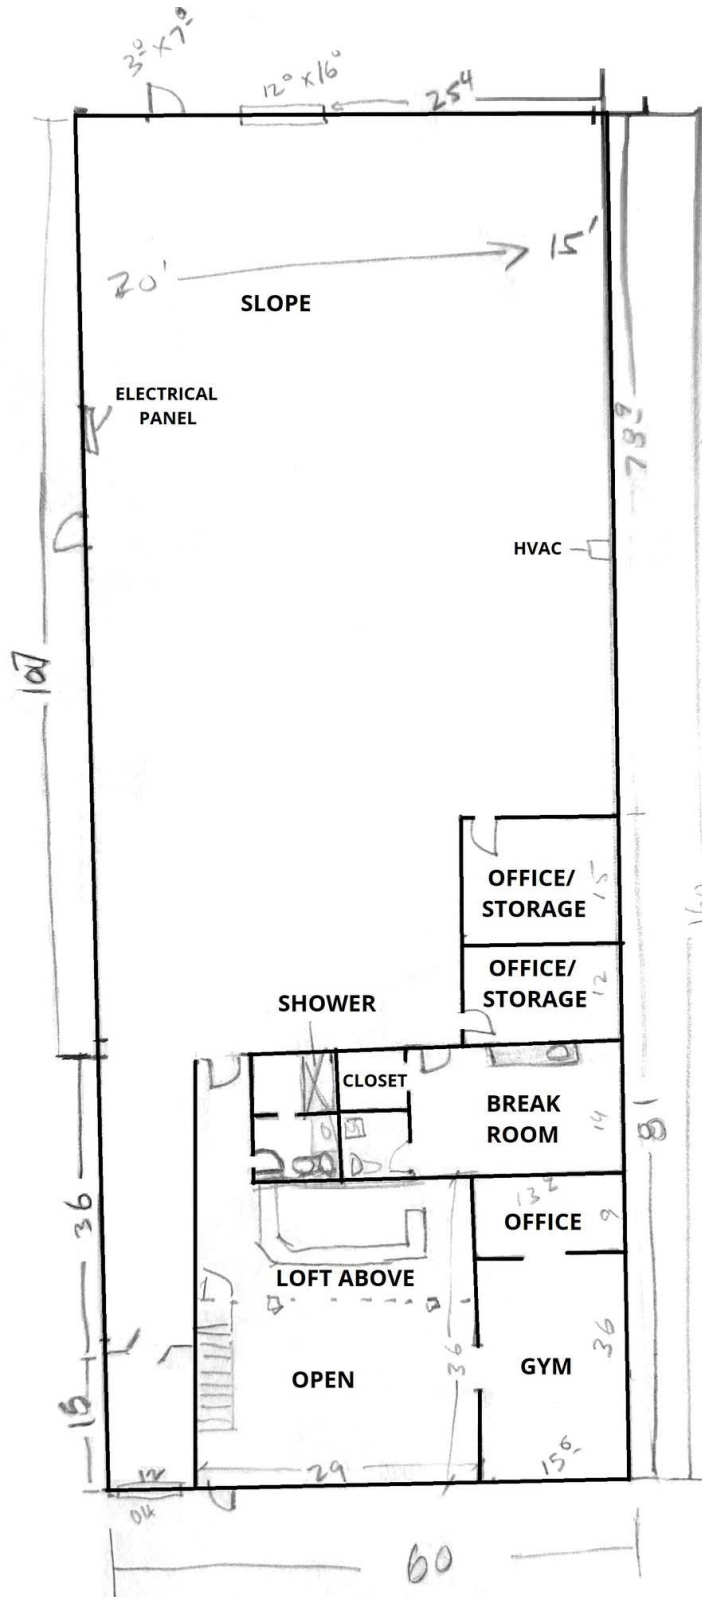 3⁰ x 7⁰
12⁰ x 16⁰
25⁴
20'
15'
SLOPE
ELECTRICAL
PANEL
78⁹
HVAC
107
OFFICE/
STORAGE
15
160
OFFICE/
STORAGE
12
SHOWER
CLOSET
BREAK
ROOM
14
81
36
13²
OFFICE
9
LOFT ABOVE
36
36
GYM
OPEN
15
12
29
15⁶
60